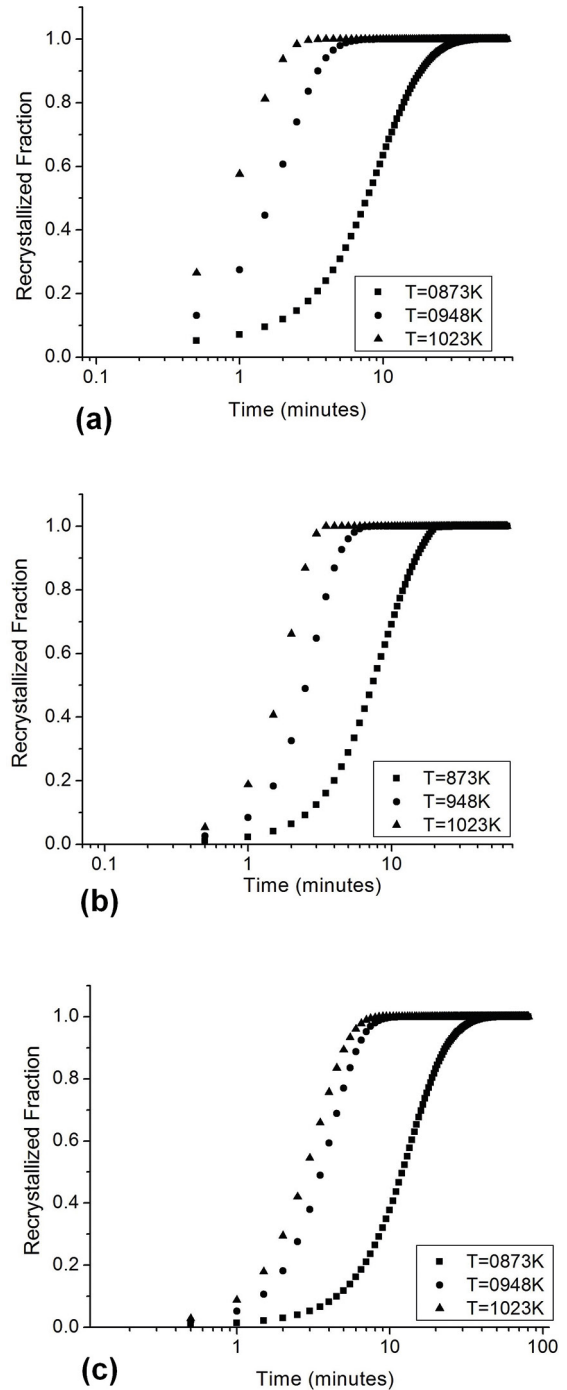 1.0
0.8
0.6
0.4
0.2
0.0
Recrystallized Fraction
T=0873K
T=0948K
T=1023K
0.1 1 10
Time (minutes)
(a)
1.0
0.8
0.6
0.4
0.2
0.0
Recrystallized Fraction
T=873K
T=948K
T=1023K
0.1 1 10
Time (minutes)
(b)
1.0
0.8
0.6
0.4
0.2
0.0
Recrystallized Fraction
T=0873K
T=0948K
T=1023K
1 10 100
Time (minutes)
(c)